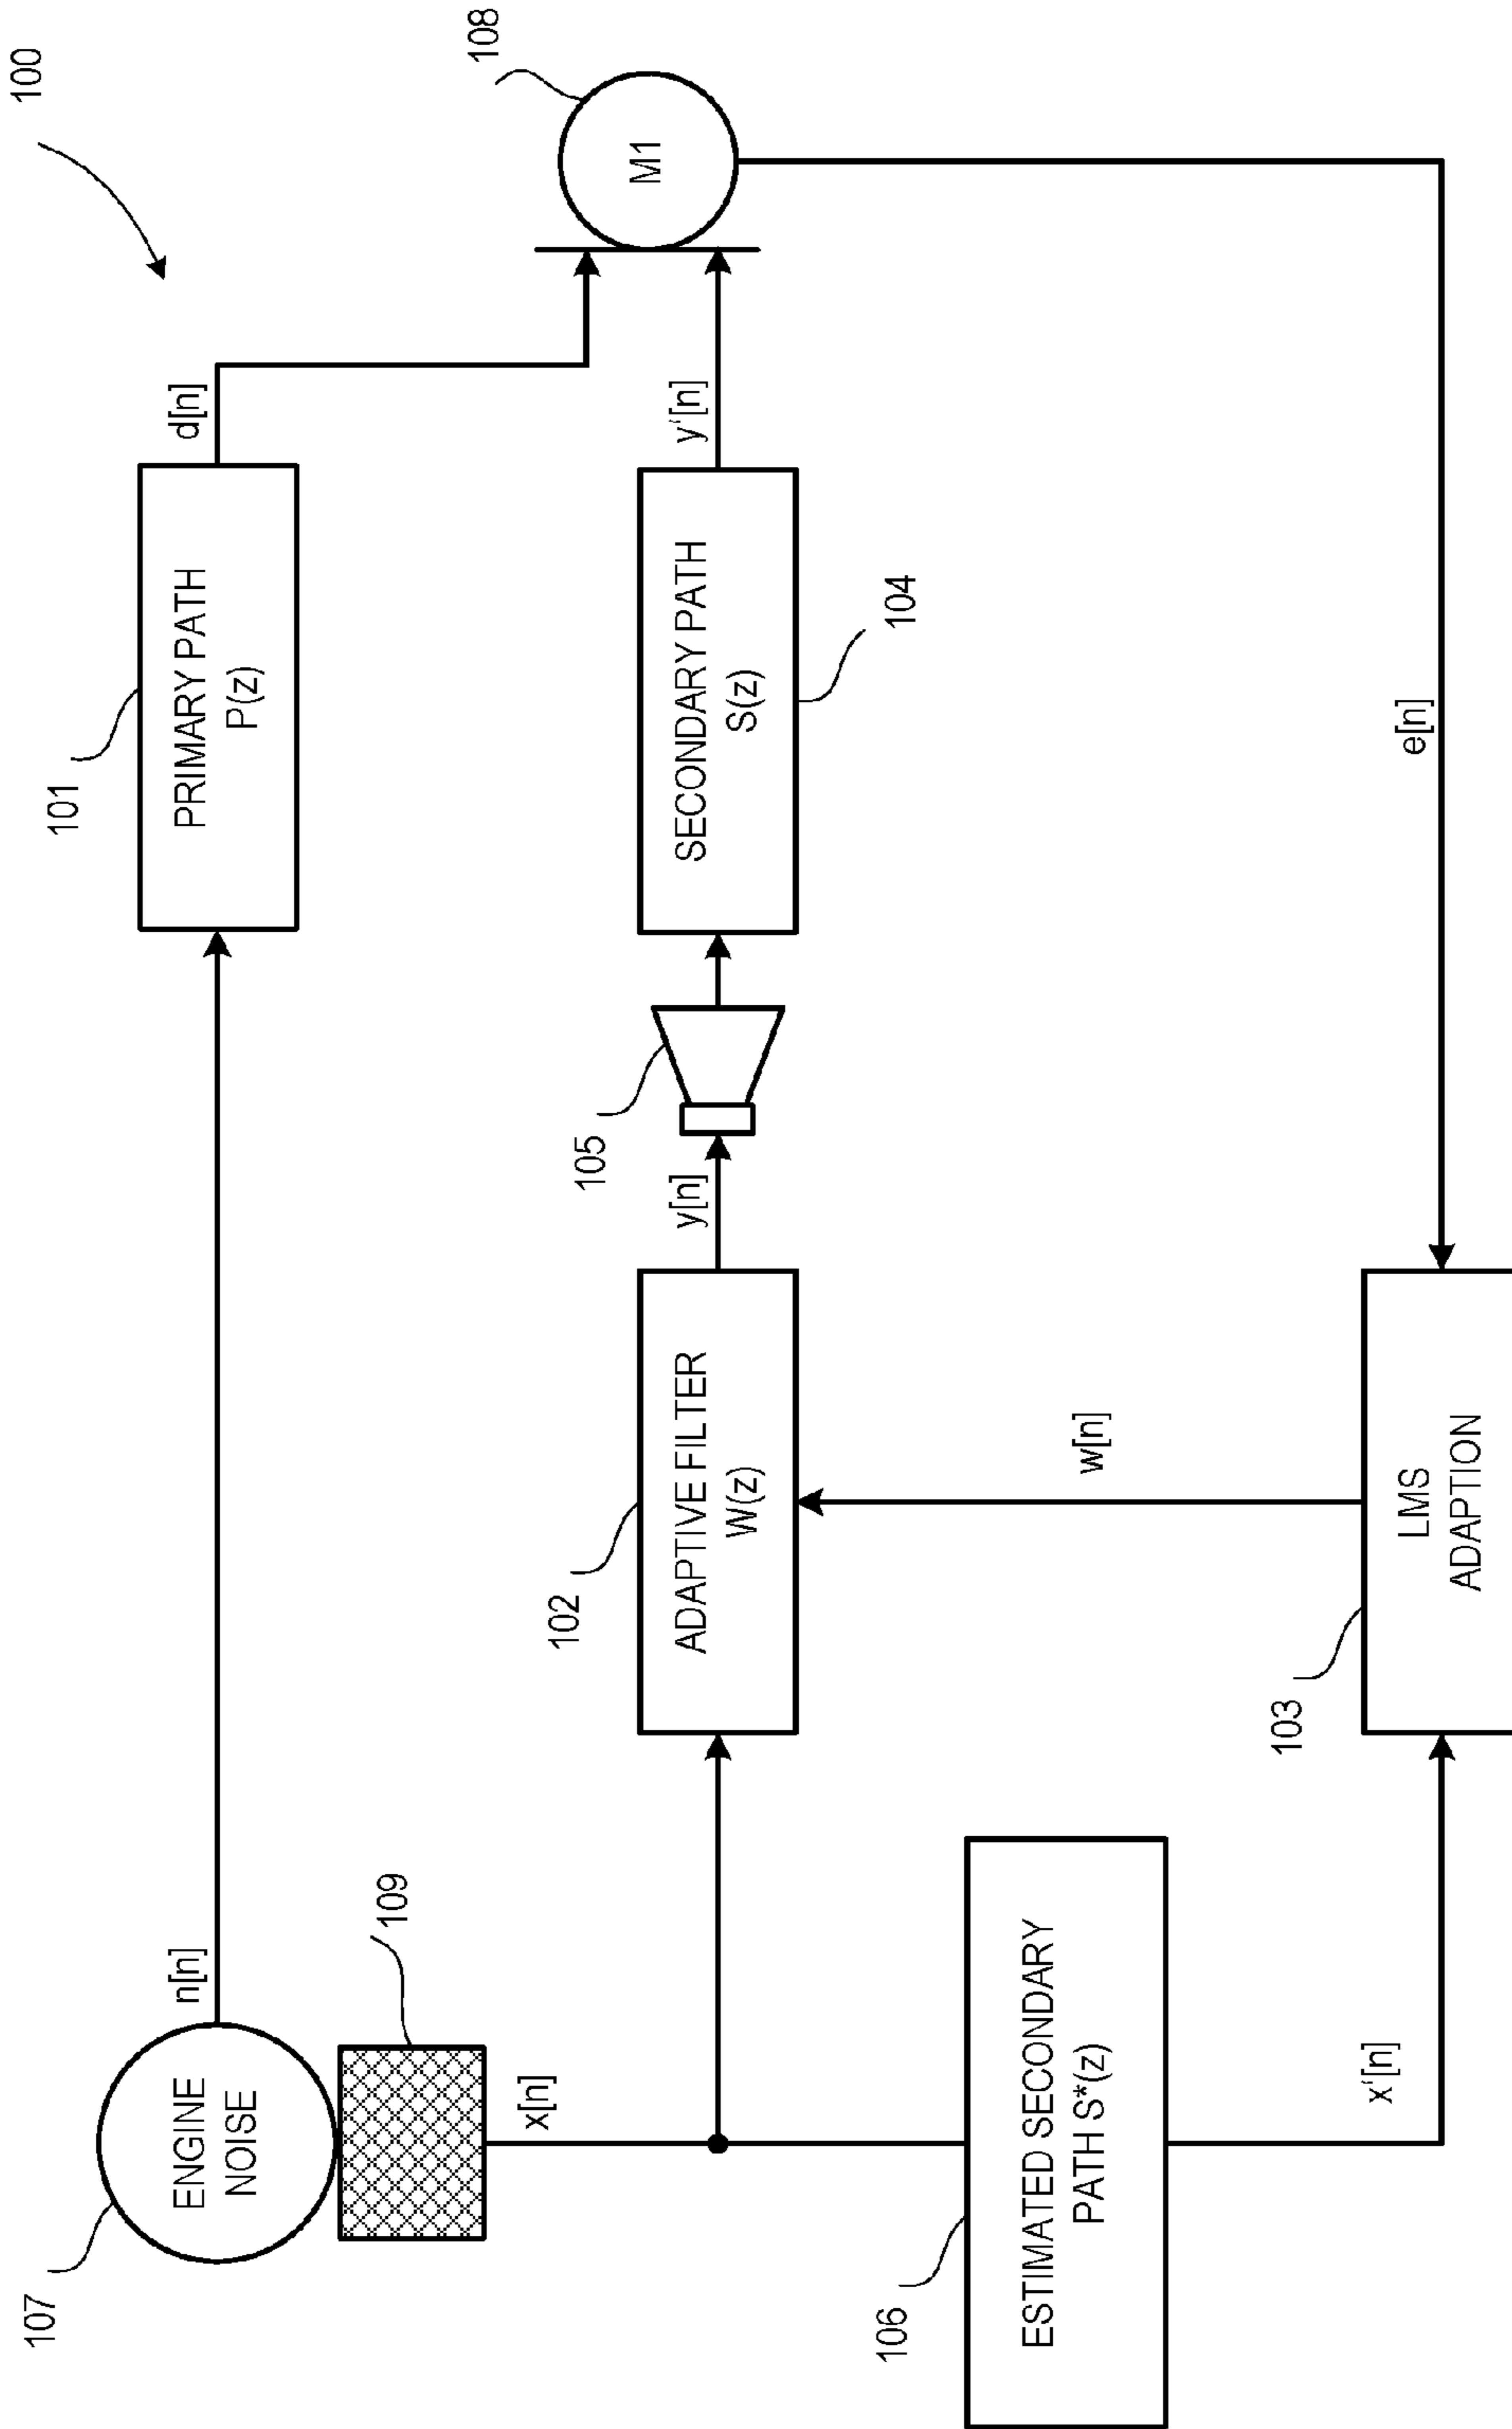 100
107
ENGINE
NOISE
n[n]
101
PRIMARY PATH
P(z)
d[n]
108
M1
109
x[n]
102
ADAPTIVE FILTER
W(z)
y[n]
105
SECONDARY PATH
S(z)
104
y'[n]
106
ESTIMATED SECONDARY
PATH S*(z)
x'[n]
103
LMS
ADAPTION
w[n]
e[n]